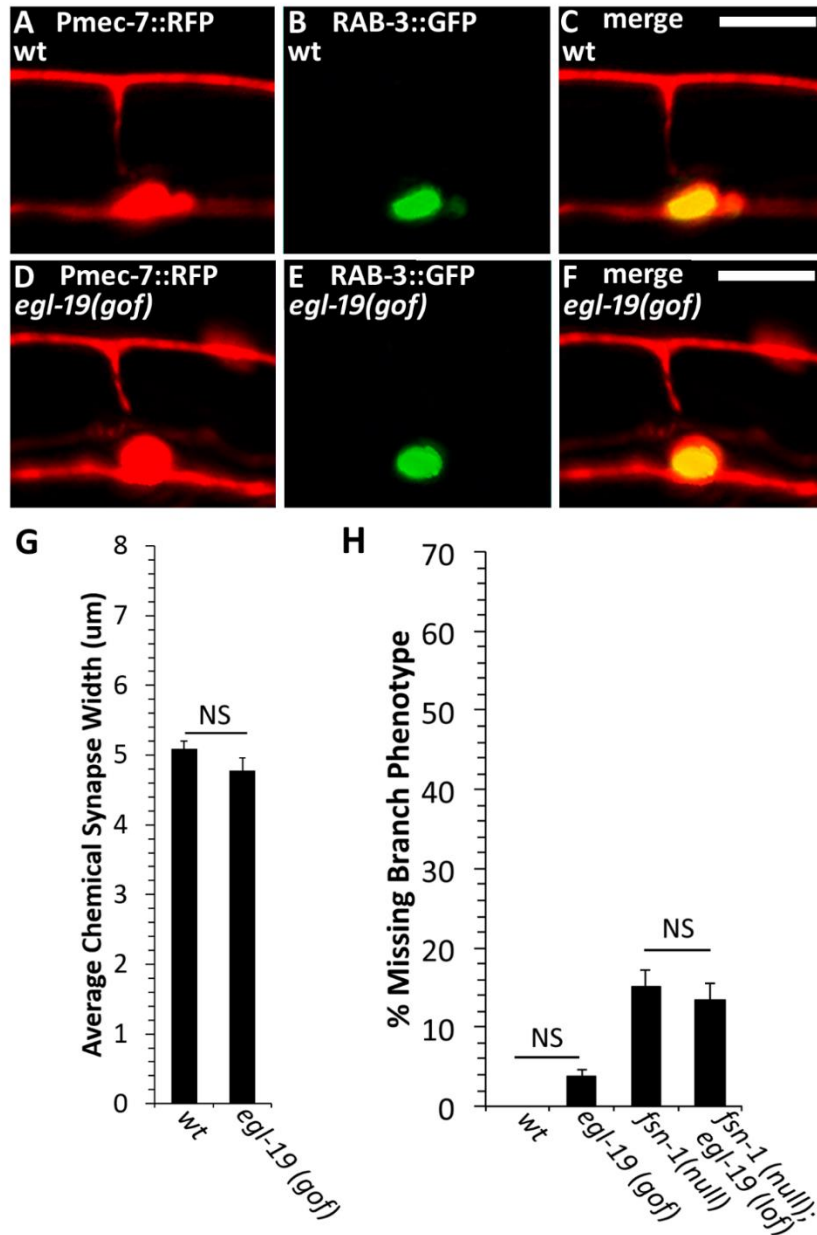 A Pmec-7::RFP
wt
B RAB-3::GFP
wt
C merge
D Pmec-7::RFP
egl-19(gof)
E RAB-3::GFP
egl-19(gof)
F merge
egl-19(gof)
G
Average Chemical Synapse Width (um)
8
7
6
5
4
3
2
1
0
NS
wt
egl-19 (gof)
H
% Missing Branch Phenotype
70
60
50
40
30
20
10
0
NS
NS
wt
egl-19 (gof)
fsn-1(null)
fsn-1 (null);
egl-19 (lof)